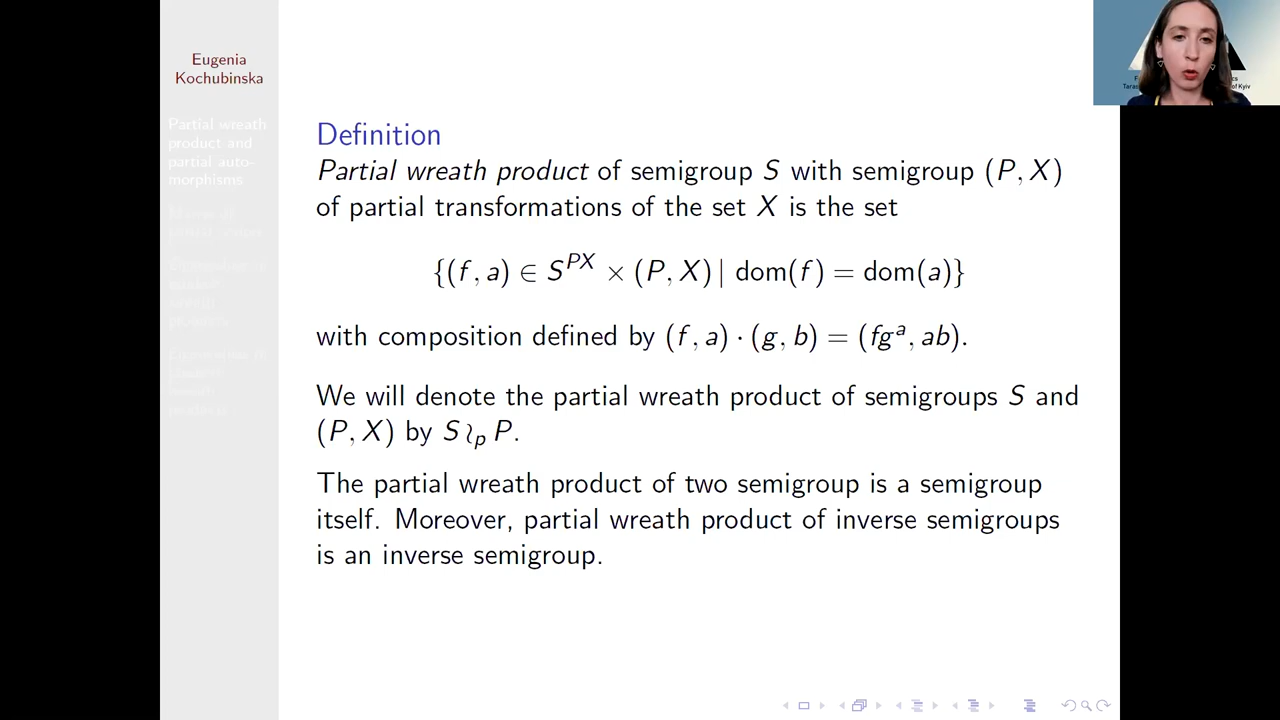 Eugenia
Kochubinska
Partial wreath
product and
partial auto-
morphisms
Definition
Partial wreath product of semigroup S with semigroup (P, X)
of partial transformations of the set X is the set
{(f, a) ∈ S^{PX} × (P, X) | dom(f) = dom(a)}
with composition defined by (f, a) · (g, b) = (fg^a, ab).
We will denote the partial wreath product of semigroups S and
(P, X) by S ≀_p P.
The partial wreath product of two semigroup is a semigroup
itself. Moreover, partial wreath product of inverse semigroups
is an inverse semigroup.